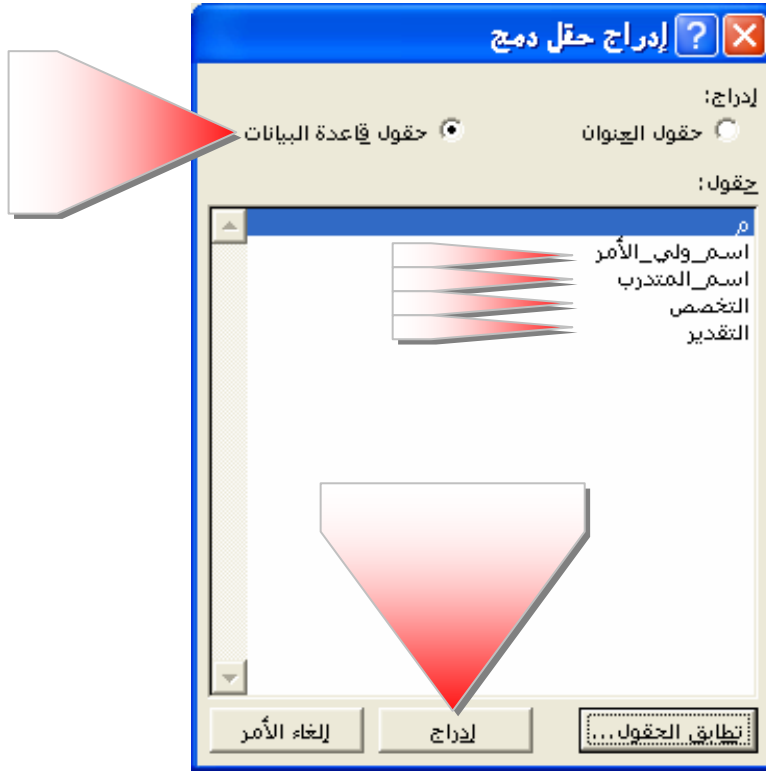 إدراج حقل دمج
إدراج:
حقول العنوان
حقول قاعدة البيانات
حقول:
م
اسم_ولي_الأمر
اسم_المتدرب
التخصص
التقدير
تطابق الحقول...
إدراج
إلغاء الأمر